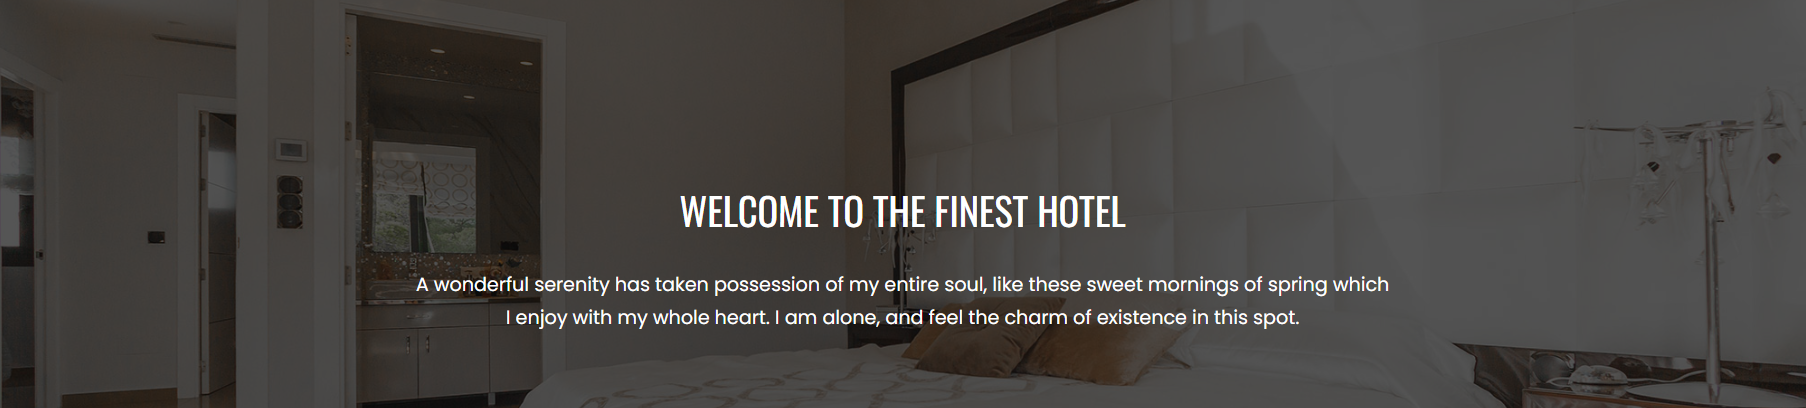 WELCOME TO THE FINEST HOTEL
A wonderful serenity has taken possession of my entire soul, like these sweet mornings of spring which
I enjoy with my whole heart. I am alone, and feel the charm of existence in this spot.